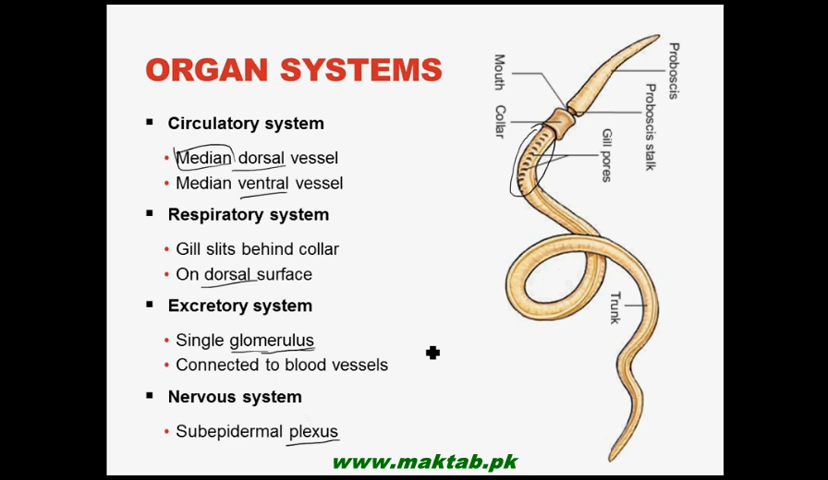 ORGAN SYSTEMS
▪ Circulatory system
• Median dorsal vessel
• Median ventral vessel
▪ Respiratory system
• Gill slits behind collar
• On dorsal surface
▪ Excretory system
• Single glomerulus
• Connected to blood vessels
▪ Nervous system
• Subepidermal plexus
Proboscis
Proboscis stalk
Mouth
Collar
Gill pores
Trunk
www.maktab.pk